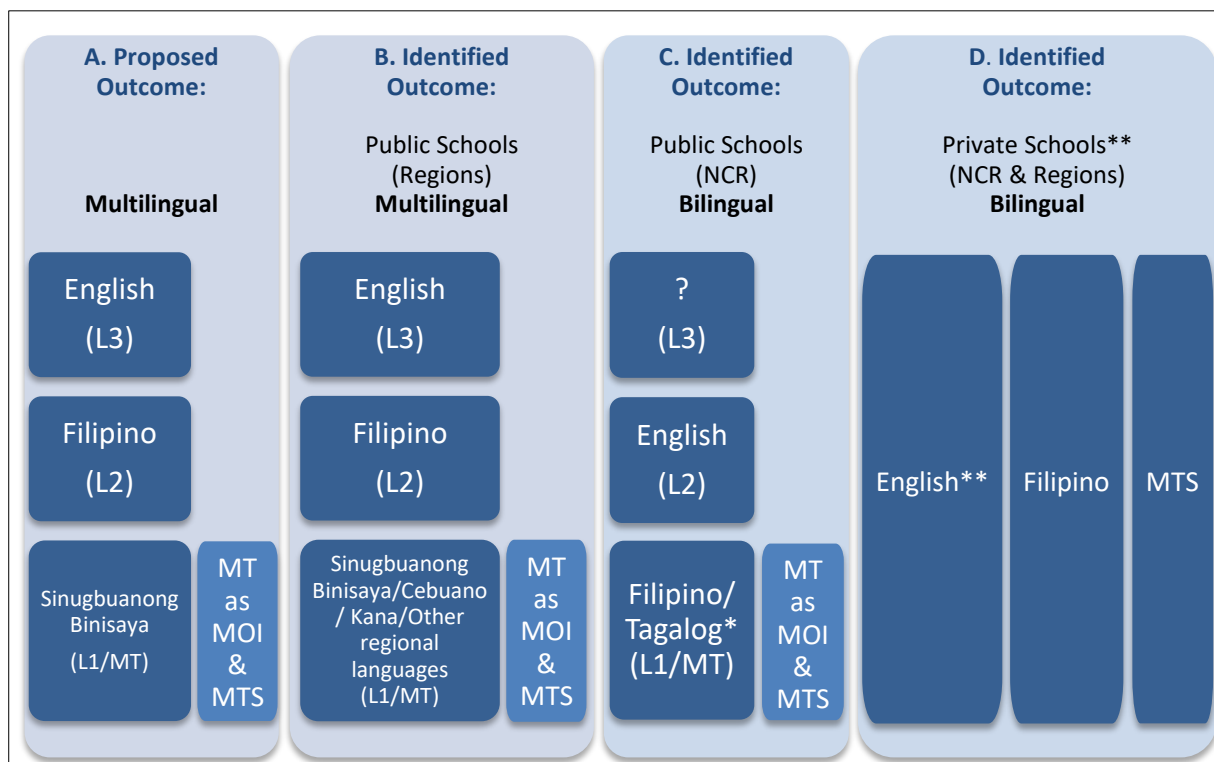 A. Proposed
Outcome:
Multilingual
English
(L3)
Filipino
(L2)
Sinugbuanong
Binisaya
(L1/MT)
MT
as
MOI
&
MTS
B. Identified
Outcome:
Public Schools
(Regions)
Multilingual
English
(L3)
Filipino
(L2)
Sinugbuanong
Binisaya/Cebuano
/ Kana/Other
regional
languages
(L1/MT)
MT
as
MOI
&
MTS
C. Identified
Outcome:
Public Schools
(NCR)
Bilingual
?
(L3)
English
(L2)
Filipino/
Tagalog*
(L1/MT)
MT
as
MOI
&
MTS
D. Identified
Outcome:
Private Schools**
(NCR & Regions)
Bilingual
English**
Filipino
MTS